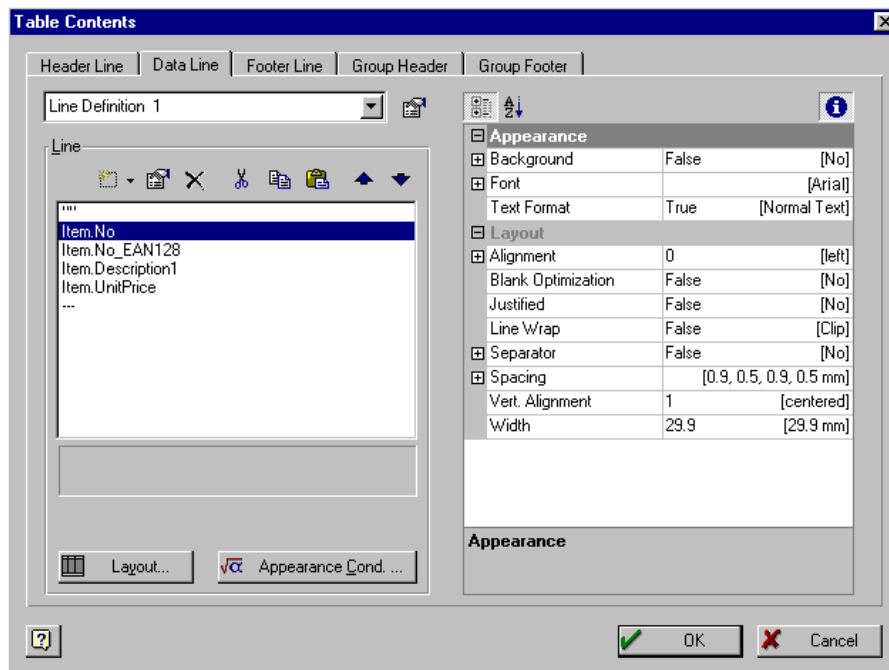 Table Contents
Header Line
Data Line
Footer Line
Group Header
Group Footer
Line Definition 1
Line
""
Item.No
Item.No_EAN128
Item.Description1
Item.UnitPrice
---
Layout...
√α Appearance Cond. ...
A Z
Appearance
Background False [No]
Font [Arial]
Text Format True [Normal Text]
Layout
Alignment 0 [left]
Blank Optimization False [No]
Justified False [No]
Line Wrap False [Clip]
Separator False [No]
Spacing [0.9, 0.5, 0.9, 0.5 mm]
Vert. Alignment 1 [centered]
Width 29.9 [29.9 mm]
Appearance
?
OK
Cancel